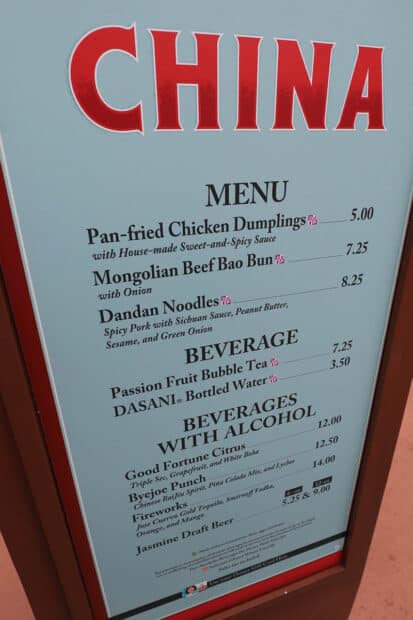 CHINA
MENU
Pan-fried Chicken Dumplings 5.00
with House-made Sweet-and-Spicy Sauce
Mongolian Beef Bao Bun 7.25
with Onion
Dandan Noodles 8.25
Spicy Pork with Sichuan Sauce, Peanut Butter,
Sesame, and Green Onion
BEVERAGE
Passion Fruit Bubble Tea 7.25
DASANI® Bottled Water 3.50
BEVERAGES
WITH ALCOHOL
Good Fortune Citrus 12.00
Triple Sec, Grapefruit, and White Boba
Byejoe Punch 12.50
Chinese Baijiu Spirit, Piña Colada Mix, and Lychee
Fireworks 14.00
Jose Cuervo Gold Tequila, Smirnoff Vodka,
Orange, and Mango
Jasmine Draft Beer 5.25 & 9.00